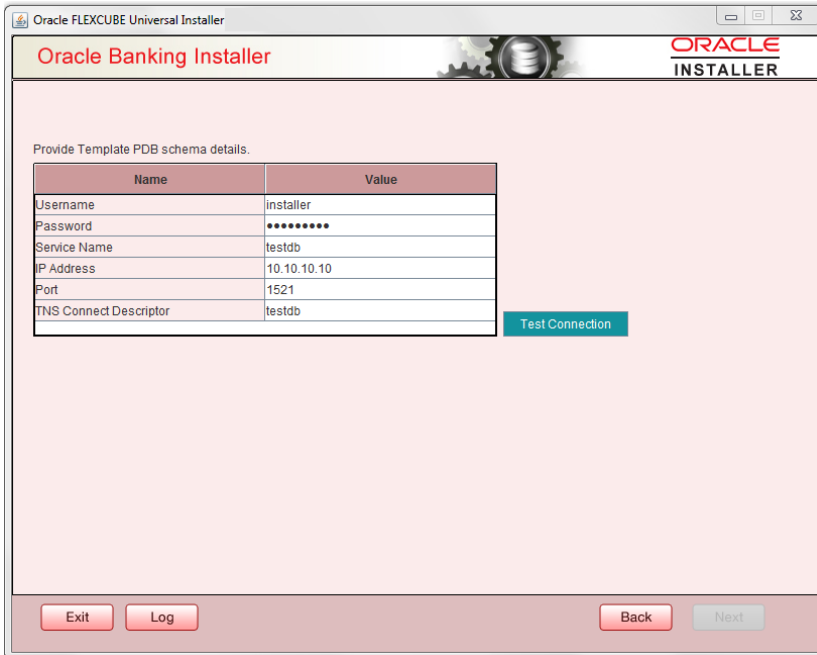 Oracle FLEXCUBE Universal Installer
Oracle Banking Installer
ORACLE
INSTALLER
Provide Template PDB schema details.
Name Value
Username installer
Password •••••••••
Service Name testdb
IP Address 10.10.10.10
Port 1521
TNS Connect Descriptor testdb
Test Connection
Exit Log Back Next